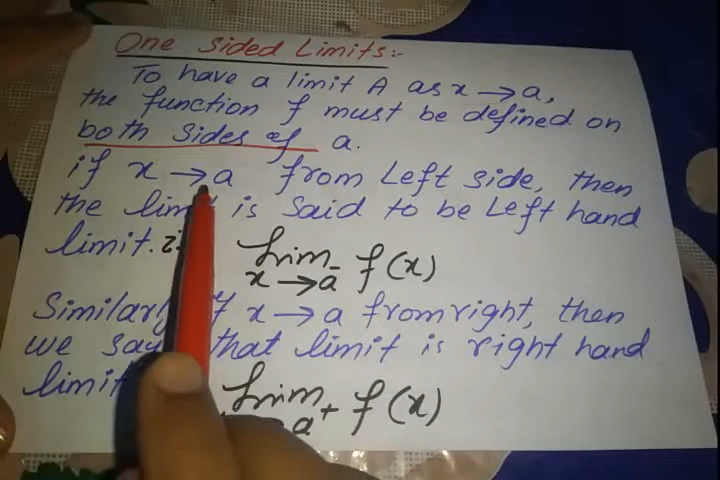 One Sided Limits:-
To have a limit A as x → a,
the function f must be defined on
both Sides of a.
if x → a from Left side, then
the is Said to be Left hand
limit. lim f(x)
x → a⁻
Similarly x → a from right, then
we say that limit is right hand
limit lim f(x)
a⁺